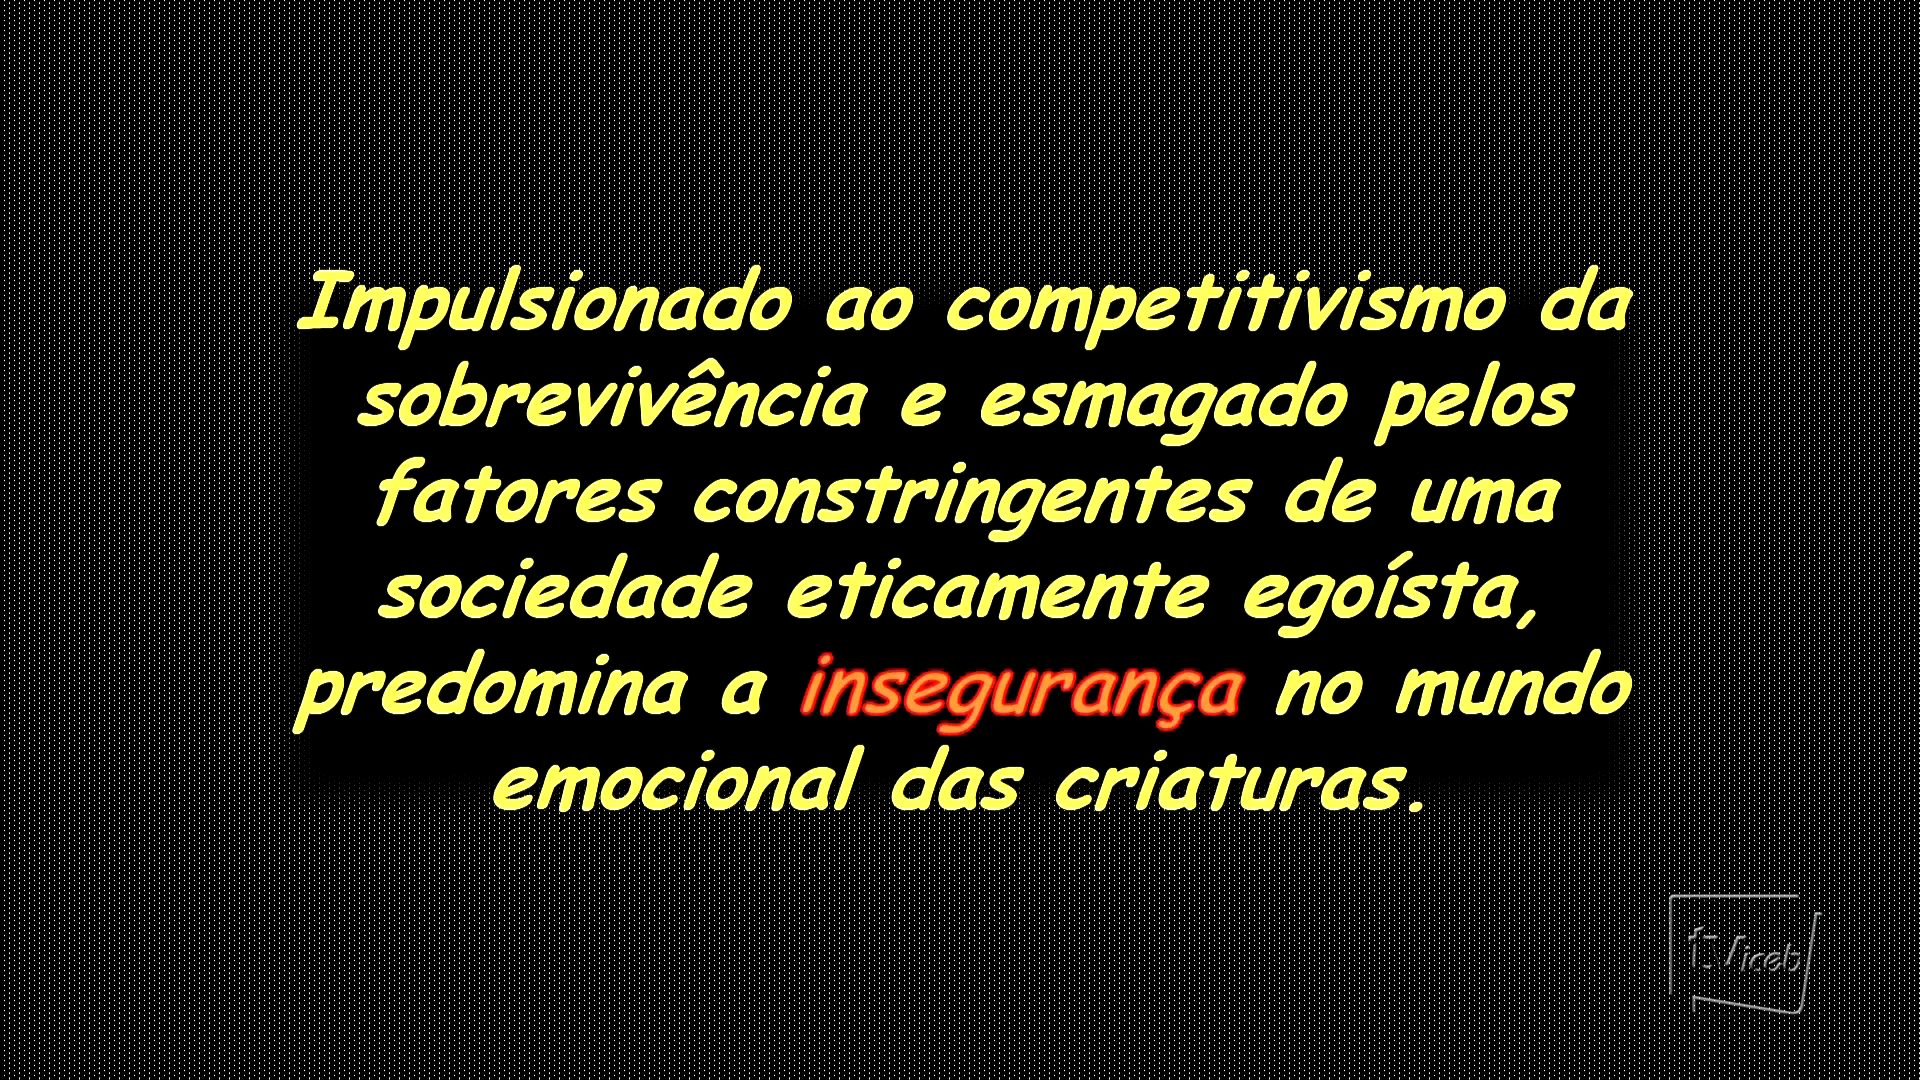 Impulsionado ao competitivismo da
sobrevivência e esmagado pelos
fatores constringentes de uma
sociedade eticamente egoísta,
predomina a insegurança no mundo
emocional das criaturas.